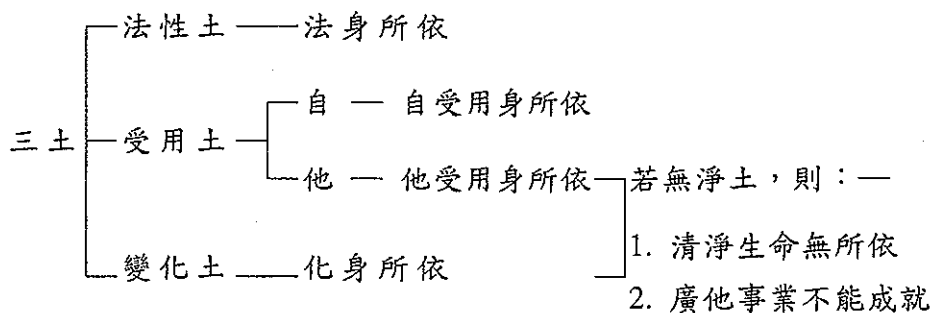 法性土 法身所依
自 — 自受用身所依
三土 受用土
他 — 他受用身所依 若無淨土，則：—
1. 清淨生命無所依
變化土 化身所依
2. 廣他事業不能成就